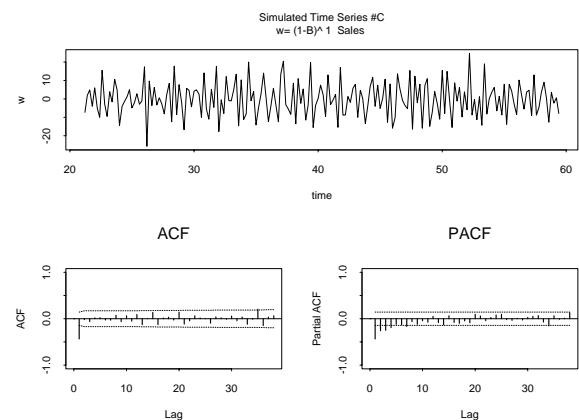 Simulated Time Series #C
w= (1-B)^ 1 Sales
w
10
0
-20
20
30
40
50
60
time
ACF
PACF
ACF
1.0
0.0
-1.0
0
10
20
30
Lag
Partial ACF
1.0
0.0
-1.0
0
10
20
30
Lag